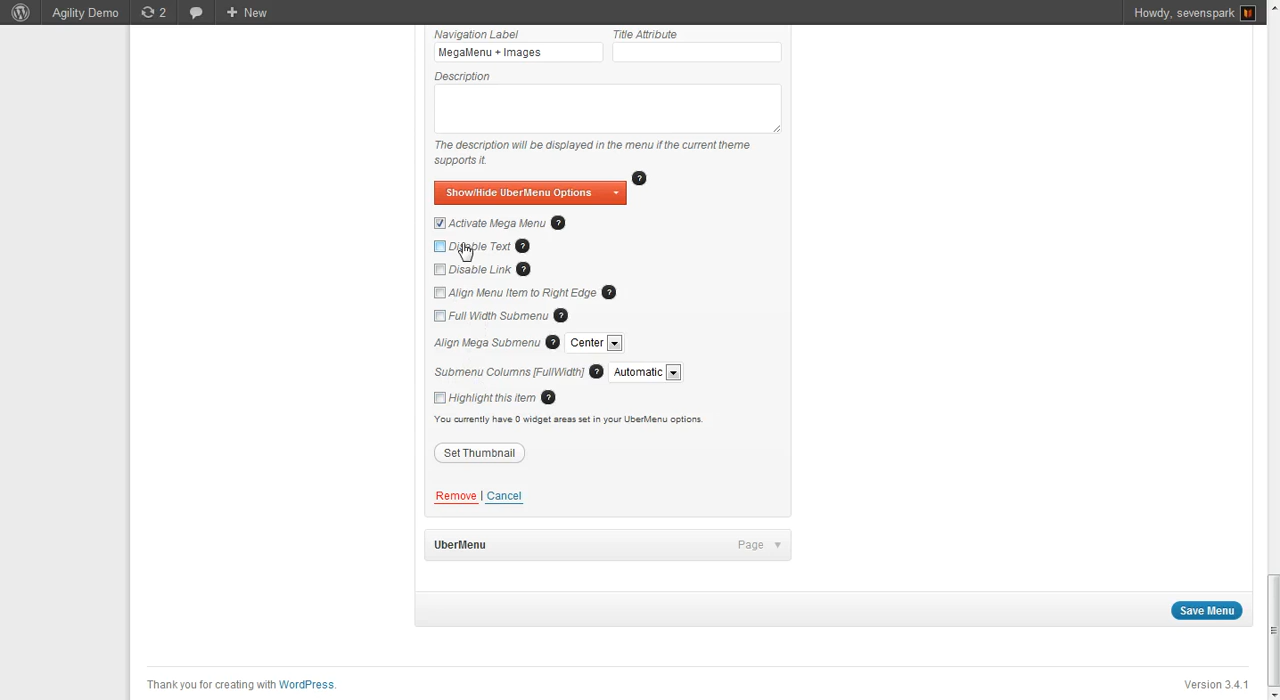 Agility Demo 2 New Howdy, sevenspark
Navigation Label Title Attribute
MegaMenu + Images
Description
The description will be displayed in the menu if the current theme
supports it.
Show/Hide UberMenu Options ?
Activate Mega Menu ?
Disable Text ?
Disable Link ?
Align Menu Item to Right Edge ?
Full Width Submenu ?
Align Mega Submenu ? Center
Submenu Columns [FullWidth] ? Automatic
Highlight this item ?
You currently have 0 widget areas set in your UberMenu options.
Set Thumbnail
Remove | Cancel
UberMenu Page
Save Menu
Thank you for creating with WordPress. Version 3.4.1